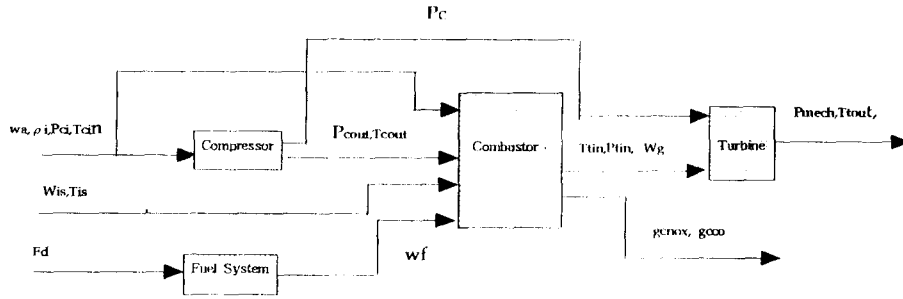 Pc
wa, ρi, Pci, Tcin
Compressor
Pcout, Tcout
Combustor
Ttin, Ptin, Wg
Turbine
Pmech, Ttout,
Wis, Tis
gcnox, gcco
Fd
Fuel System
wf